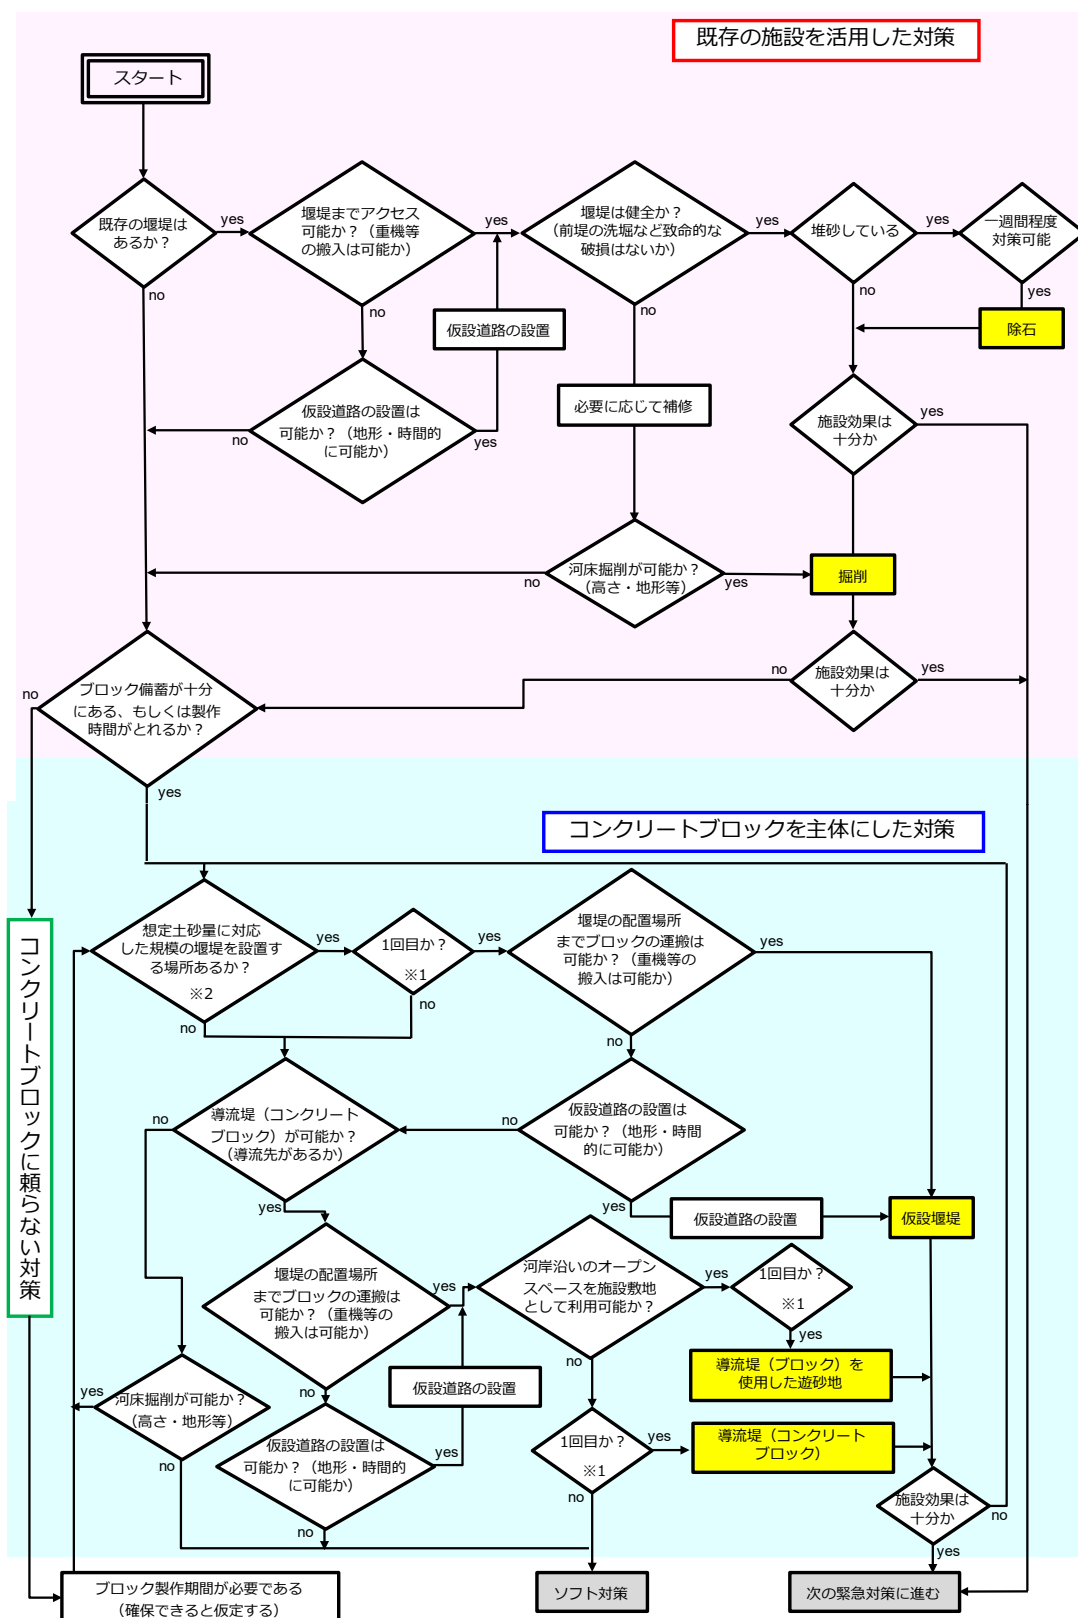 既存の施設を活用した対策
スタート
既存の堰堤は
あるか？
yes
no
堰堤までアクセス
可能か？（重機等
の搬入は可能か）
yes
no
堰堤は健全か？
（前堤の洗堀など致命的な
破損はないか）
yes
no
堆砂している
yes
no
一週間程度
対策可能
yes
除石
仮設道路の設置
仮設道路の設置は
可能か？（地形・時間的
に可能か）
no
yes
必要に応じて補修
施設効果は
十分か
yes
河床掘削が可能か？
（高さ・地形等）
no
yes
掘削
施設効果は
十分か
no
yes
ブロック備蓄が十分
にある、もしくは製作
時間がとれるか？
no
yes
コンクリートブロックを主体にした対策
コンクリートブロックに頼らない対策
想定土砂量に対応
した規模の堰堤を設置す
る場所あるか？
※2
yes
no
1回目か？
※1
yes
no
堰堤の配置場所
までブロックの運搬は
可能か？（重機等の
搬入は可能か）
yes
no
導流堤（コンクリート
ブロック）が可能か？
（導流先があるか）
no
yes
仮設道路の設置は
可能か？（地形・時間
的に可能か）
no
yes
仮設道路の設置
仮設堰堤
堰堤の配置場所
までブロックの運搬は
可能か？（重機等の
搬入は可能か）
yes
no
河岸沿いのオープン
スペースを施設敷地
として利用可能か？
yes
no
1回目か？
※1
yes
導流堤（ブロック）を
使用した遊砂地
仮設道路の設置
河床掘削が可能か？
（高さ・地形等）
yes
no
仮設道路の設置は
可能か？（地形・時間的
に可能か）
yes
no
1回目か？
※1
yes
no
導流堤（コンクリート
ブロック）
施設効果は
十分か
no
yes
ブロック製作期間が必要である
（確保できると仮定する）
ソフト対策
次の緊急対策に進む